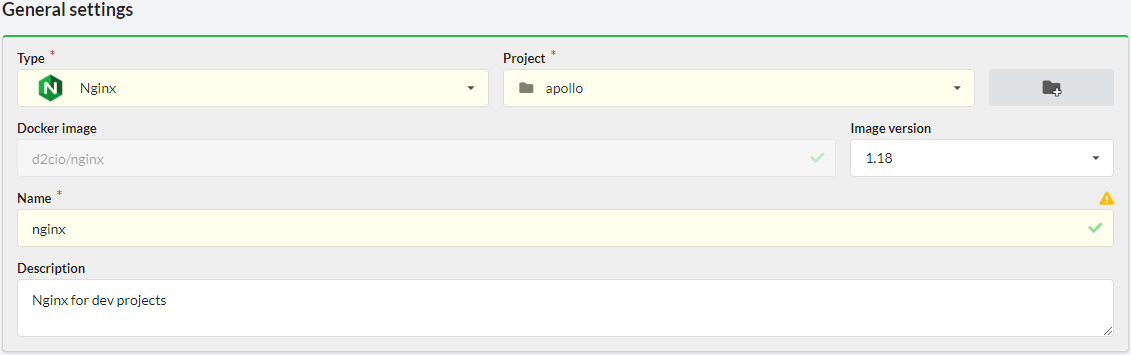 General settings
Type * Project *
Nginx apollo
Docker image Image version
d2cio/nginx 1.18
Name *
nginx
Description
Nginx for dev projects